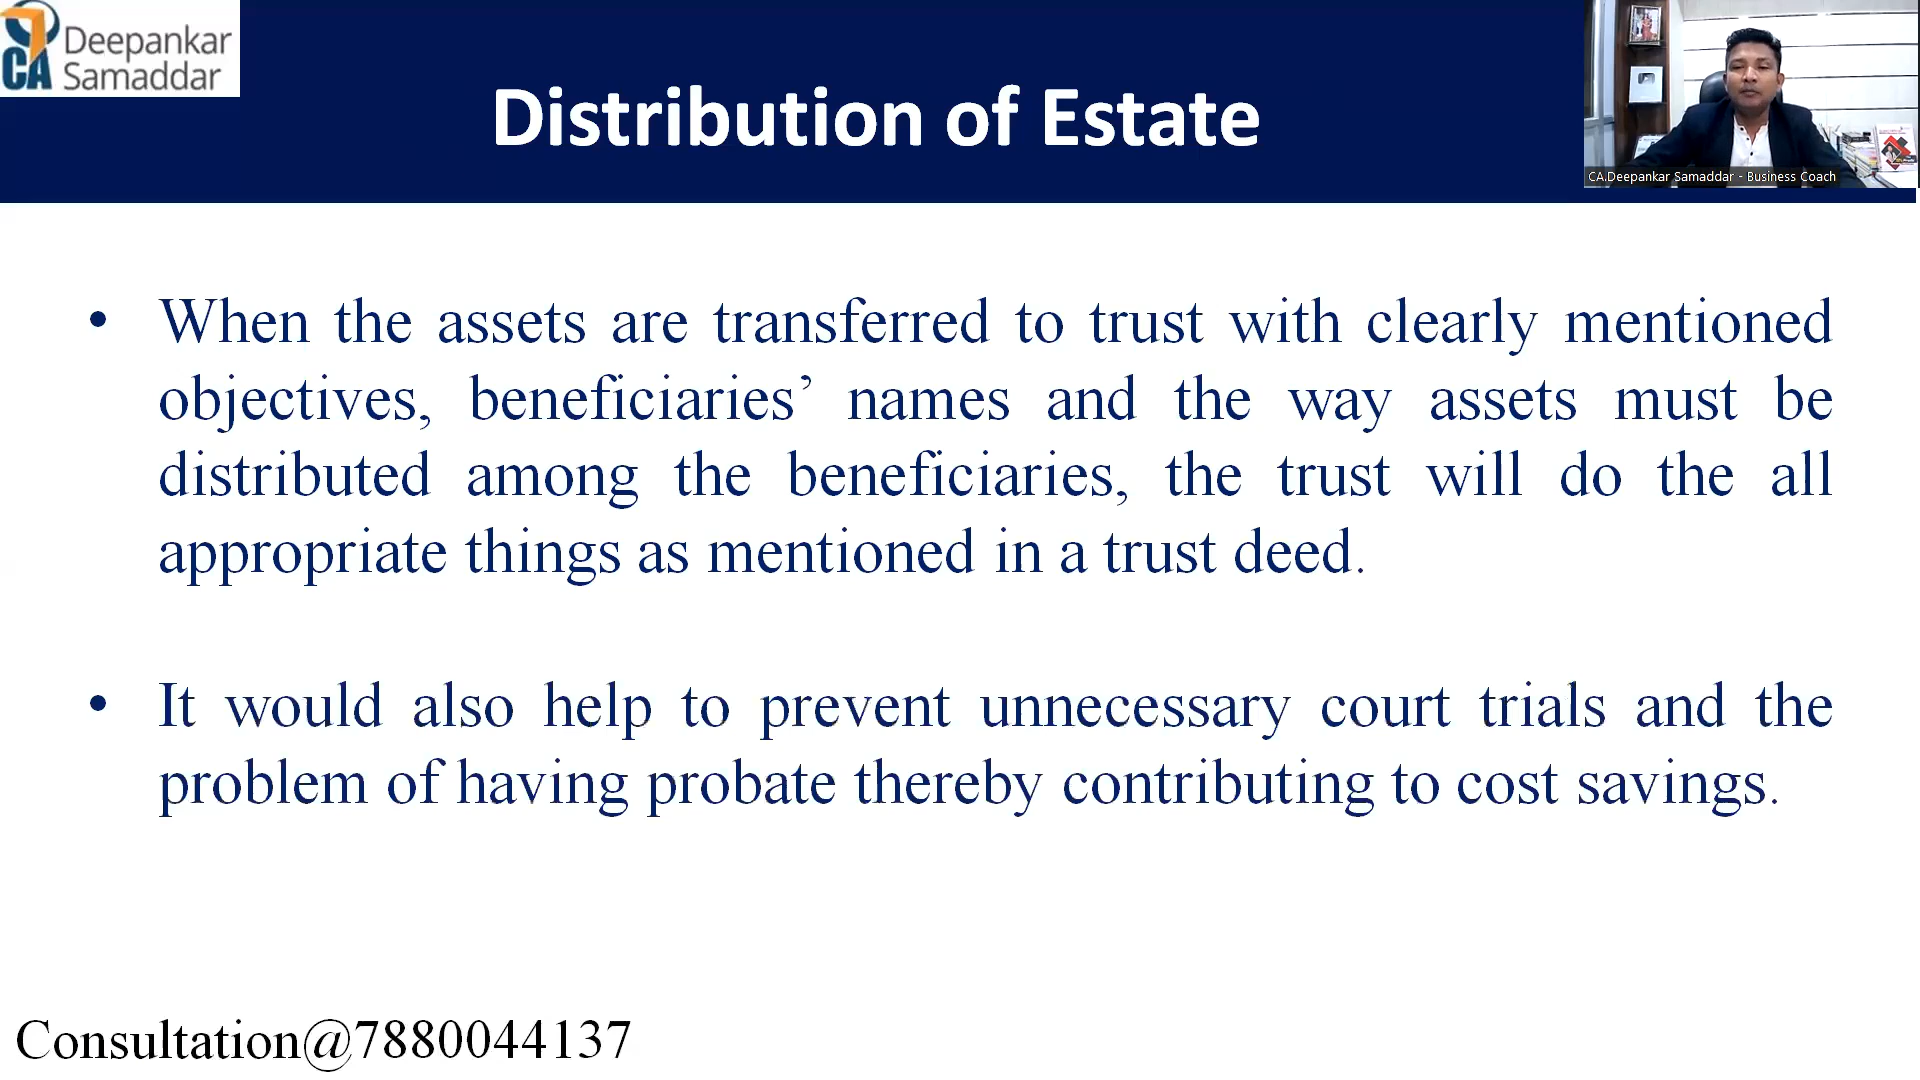 CA Deepankar
Samaddar
Distribution of Estate
CA.Deepankar Samaddar - Business Coach
• When the assets are transferred to trust with clearly mentioned
objectives, beneficiaries’ names and the way assets must be
distributed among the beneficiaries, the trust will do the all
appropriate things as mentioned in a trust deed.
• It would also help to prevent unnecessary court trials and the
problem of having probate thereby contributing to cost savings.
Consultation@7880044137